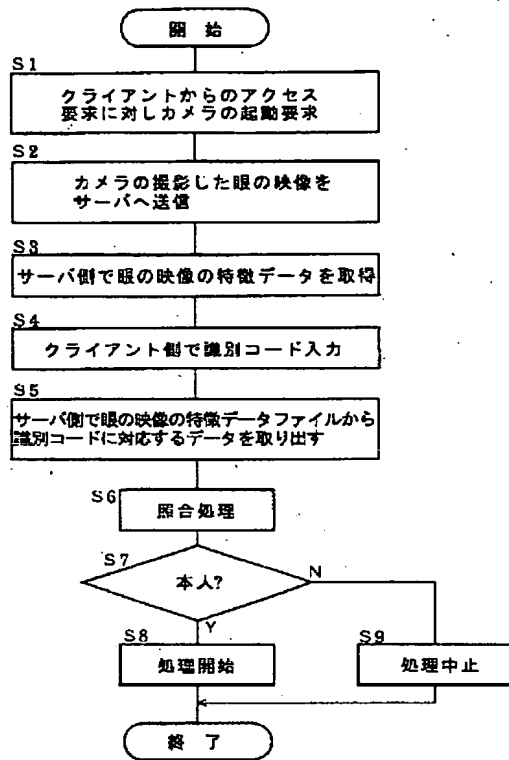 開始
S1
クライアントからのアクセス
要求に対しカメラの起動要求
S2
カメラの撮影した眼の映像を
サーバへ送信
S3
サーバ側で眼の映像の特徴データを取得
S4
クライアント側で識別コード入力
S5
サーバ側で眼の映像の特徴データファイルから
識別コードに対応するデータを取り出す
S6
照合処理
S7
本人?
N
Y
S8
処理開始
S9
処理中止
終了